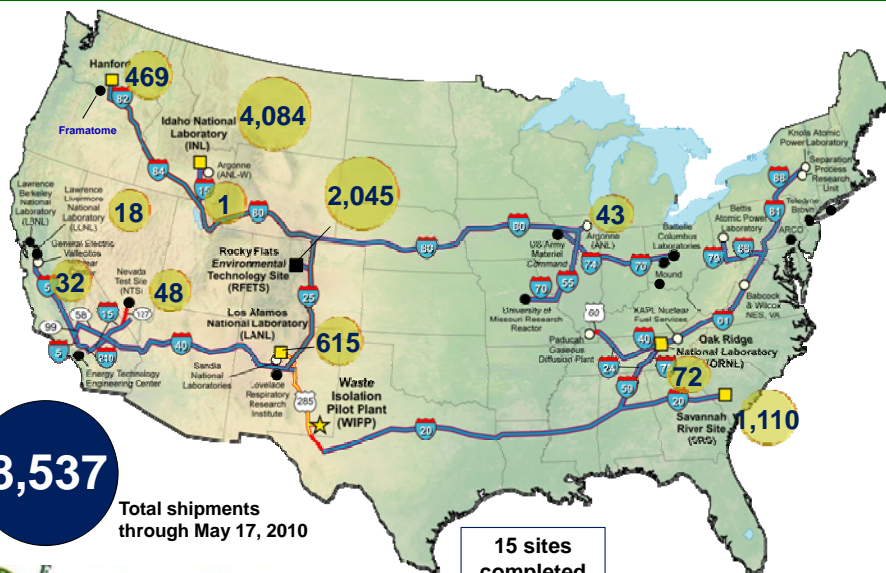 Hanford
469
82
Framatome
Idaho National
Laboratory
(INL)
4,084
Argonne
(ANL-W)
84
15
1
80
2,045
Lawrence
Berkeley
National
Laboratory
(LBNL)
Lawrence
Livermore
National
Laboratory
(LLNL)
18
General Electric
Vallecitos
32
5
Nevada
Test Site
(NTS)
48
58
99
15
127
5
210
40
Energy Technology
Engineering Center
Rocky Flats
Environmental
Technology Site
(RFETS)
25
Los Alamos
National Laboratory
(LANL)
615
Sandia
National
Laboratories
Lovelace
Respiratory
Research
Institute
285
Waste
Isolation
Pilot Plant
(WIPP)
20
80
80
US Army
Materiel
Command
43
Argonne
(ANL)
74
55
70
University of
Missouri Research
Reactor
70
Battelle
Columbus
Laboratories
Mound
Bettis
Atomic Power
Laboratory
79
68
Knolls Atomic
Power Laboratory
Separation
Process
Research
Unit
88
81
Teledyne
Brown
ARCO
Babcock
& Wilcox
NES, VA
60
Paducah
Gaseous
Diffusion Plant
KAPL Nuclear
Fuel Services
40
24
61
Oak Ridge
National Laboratory
(ORNL)
72
59
20
Savannah
River Site
1,110
3,537
Total shipments
through May 17, 2010
15 sites
completed